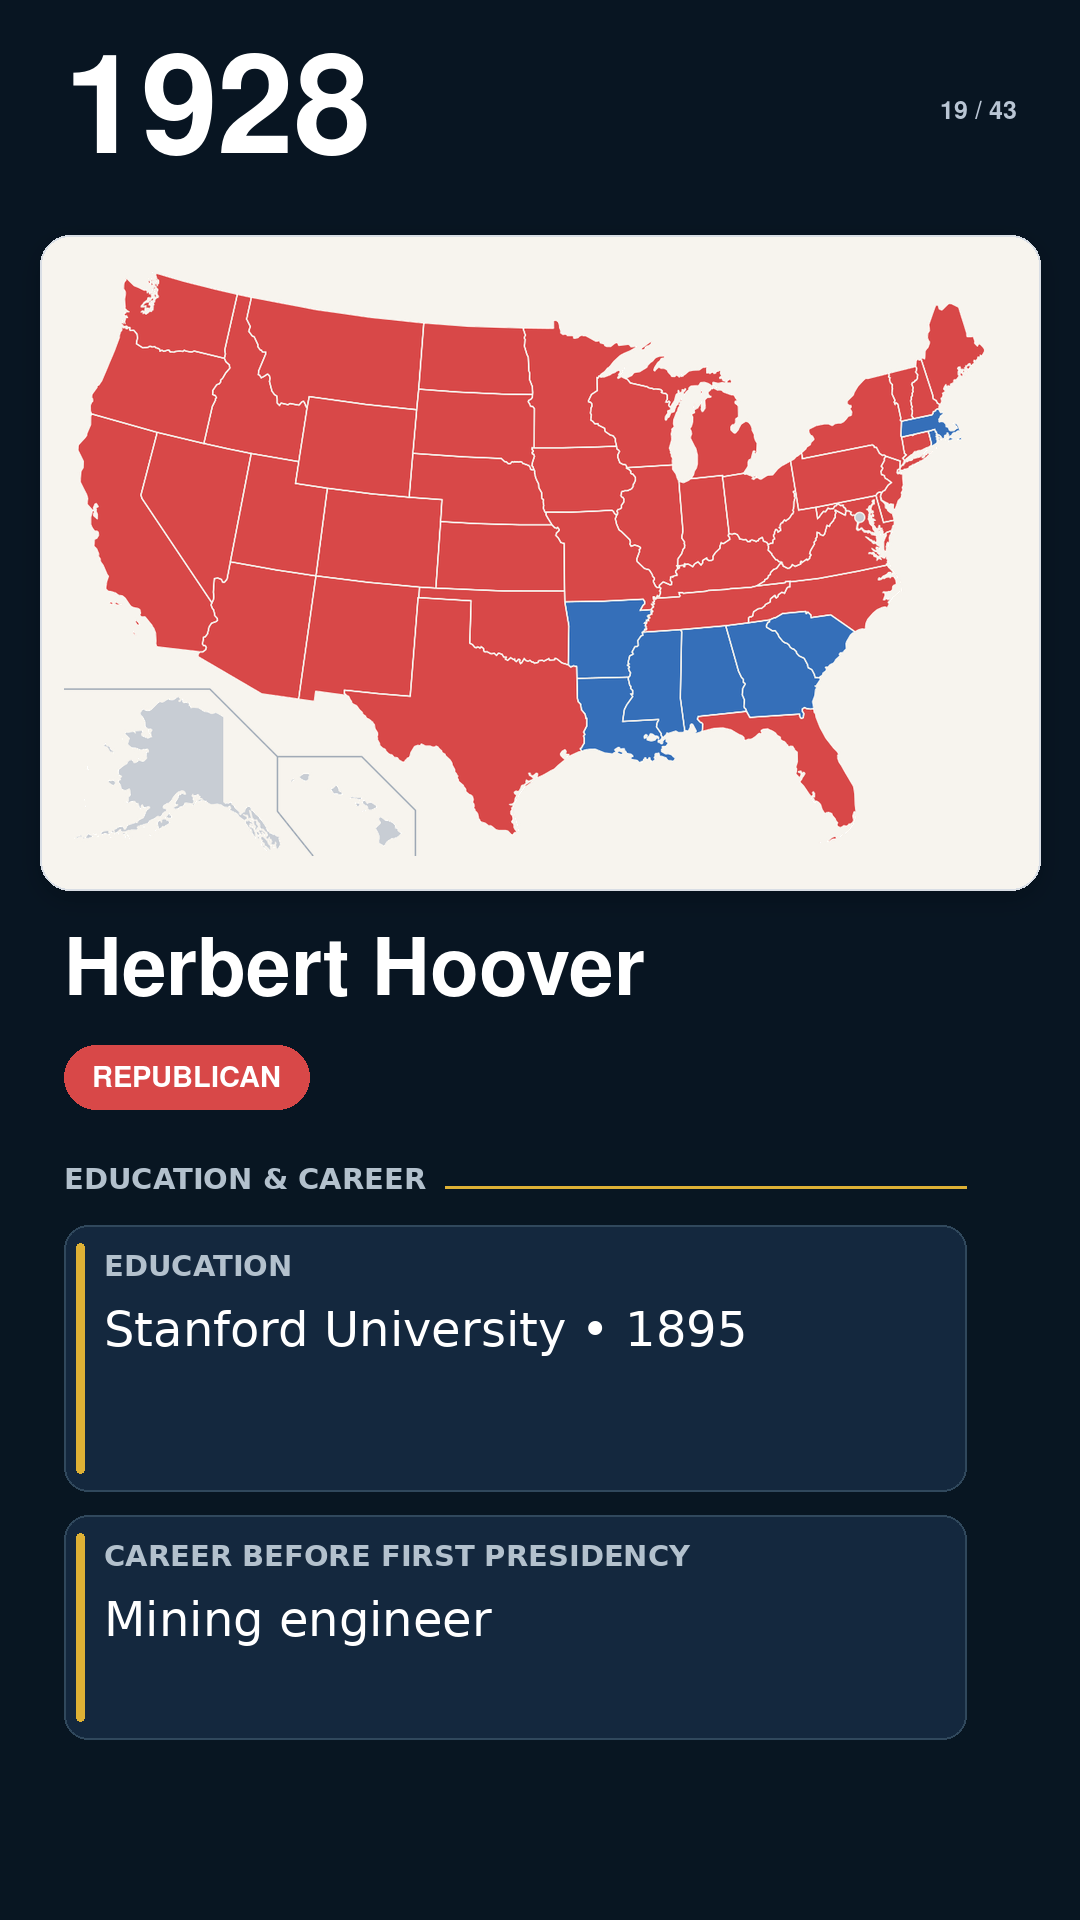 1928
19 / 43
Herbert Hoover
REPUBLICAN
EDUCATION & CAREER
EDUCATION
Stanford University • 1895
CAREER BEFORE FIRST PRESIDENCY
Mining engineer